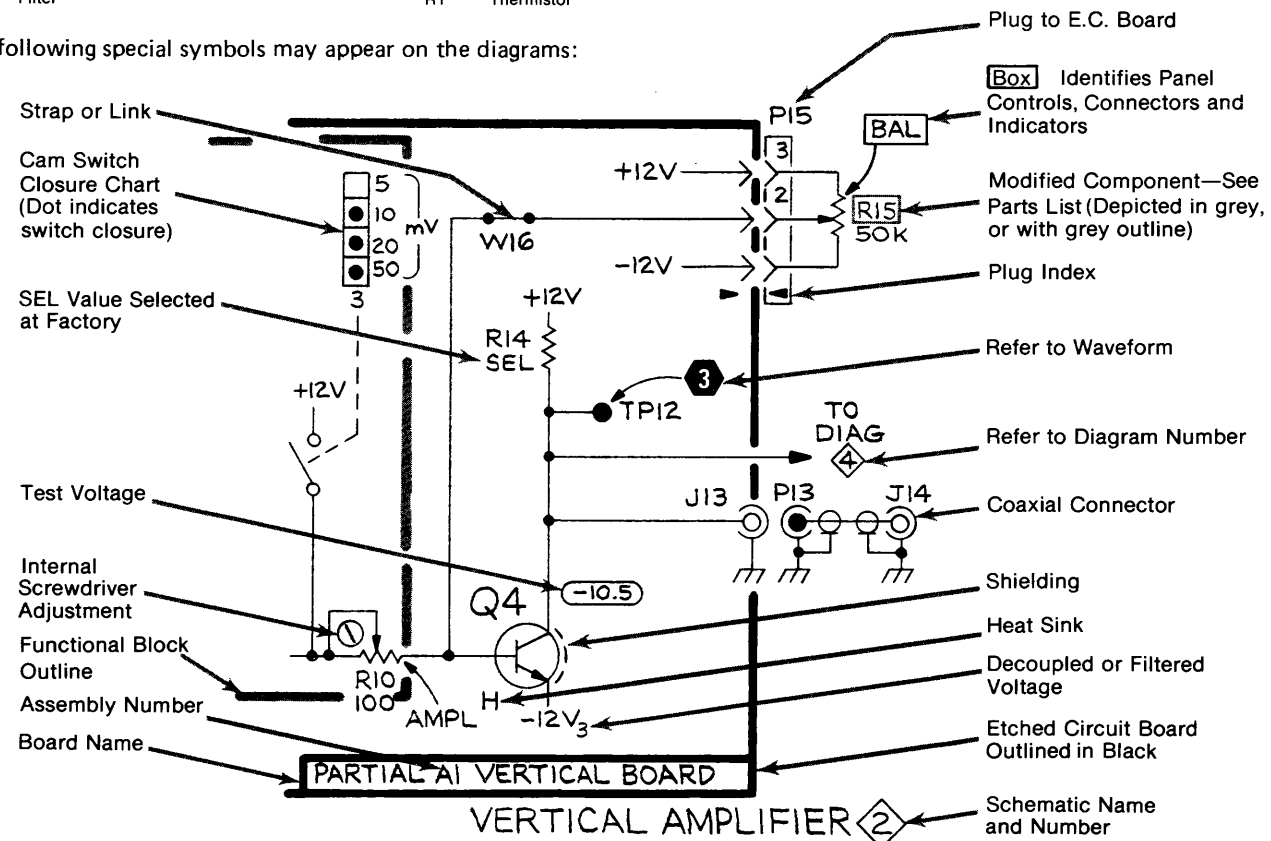 RT Thermistor
following special symbols may appear on the diagrams:
Plug to E.C. Board
Box Identifies Panel
Controls, Connectors and
Indicators
Strap or Link
Cam Switch
Closure Chart
(Dot indicates
switch closure)
Modified Component—See
Parts List (Depicted in grey,
or with grey outline)
Plug Index
SEL Value Selected
at Factory
Refer to Waveform
Refer to Diagram Number
Test Voltage
Coaxial Connector
Internal
Screwdriver
Adjustment
Shielding
Heat Sink
Functional Block
Outline
Decoupled or Filtered
Voltage
Assembly Number
Board Name
Etched Circuit Board
Outlined in Black
Schematic Name
and Number
P15
BAL
3
+12V
2
R15
50K
-12V
5
10
20
50
mV
3
W16
+12V
R14
SEL
3
TP12
TO
DIAG
4
+12V
J13
P13
J14
-10.5
Q4
R10
100
AMPL
H
-12V3
PARTIAL A1 VERTICAL BOARD
VERTICAL AMPLIFIER 2